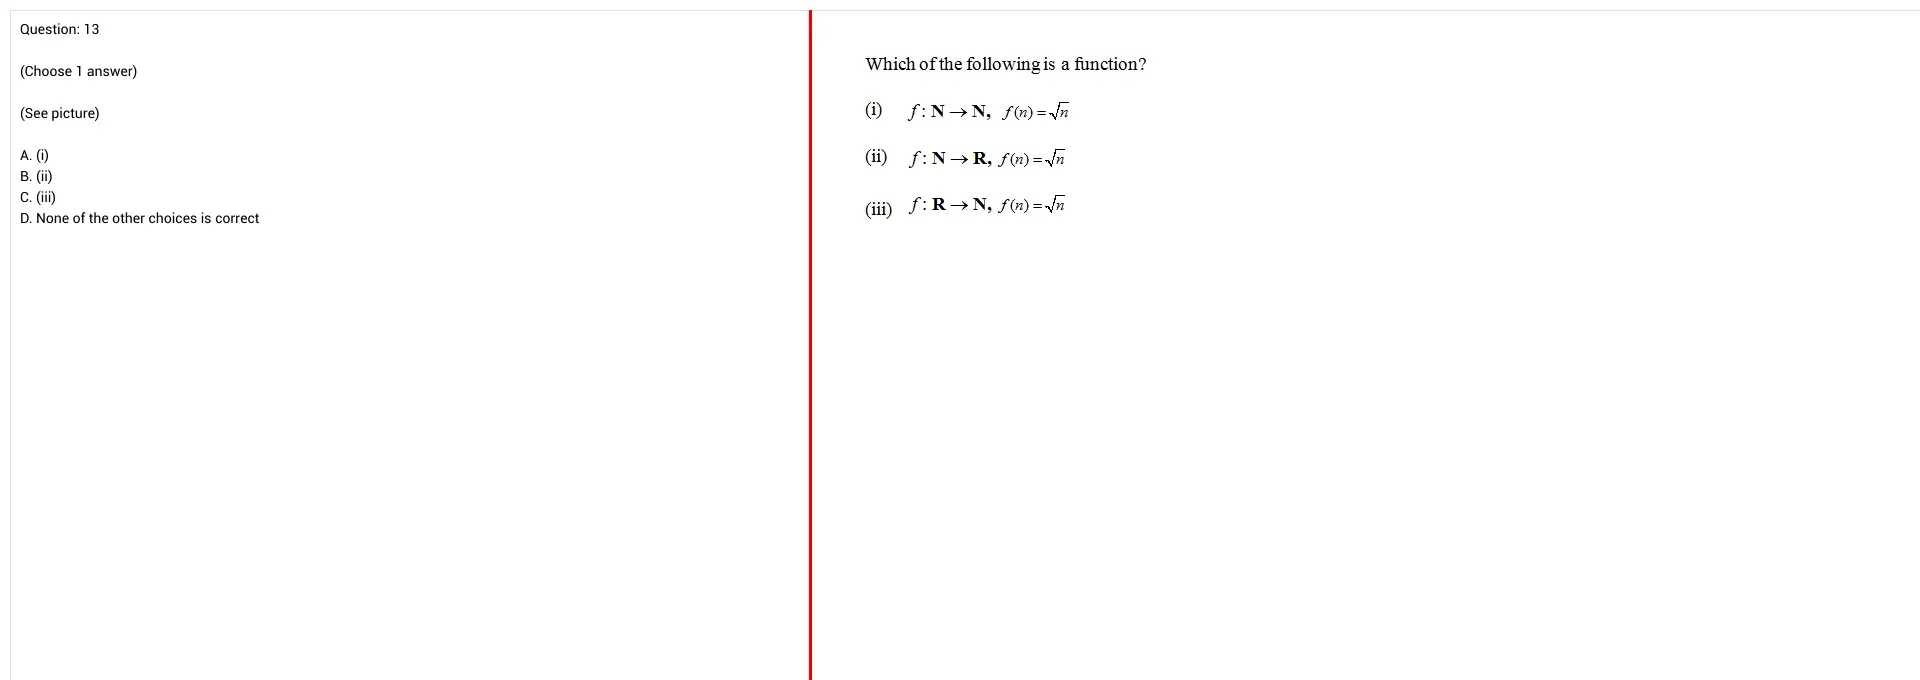 Question: 13
(Choose 1 answer)
(See picture)
A. (i)
B. (ii)
C. (iii)
D. None of the other choices is correct
Which of the following is a function?
(i) f : N → N, f(n) = √n
(ii) f : N → R, f(n) = √n
(iii) f : R → N, f(n) = √n